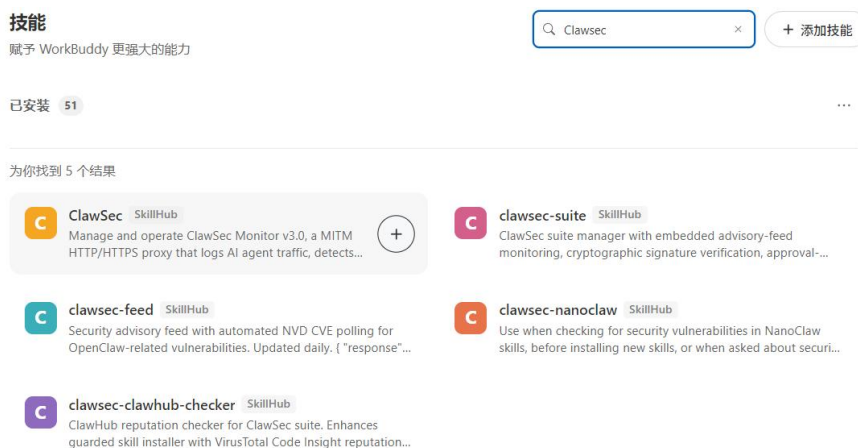 技能
赋予 WorkBuddy 更强大的能力
Clawsec
添加技能
已安装 51
为你找到 5 个结果
ClawSec SkillHub
Manage and operate ClawSec Monitor v3.0, a MITM
HTTP/HTTPS proxy that logs AI agent traffic, detects...
clawsec-suite SkillHub
ClawSec suite manager with embedded advisory-feed
monitoring, cryptographic signature verification, approval-...
clawsec-feed SkillHub
Security advisory feed with automated NVD CVE polling for
OpenClaw-related vulnerabilities. Updated daily. { "response"...
clawsec-nanoclaw SkillHub
Use when checking for security vulnerabilities in NanoClaw
skills, before installing new skills, or when asked about securi...
clawsec-clawhub-checker SkillHub
ClawHub reputation checker for ClawSec suite. Enhances
guarded skill installer with VirusTotal Code Insight reputation...